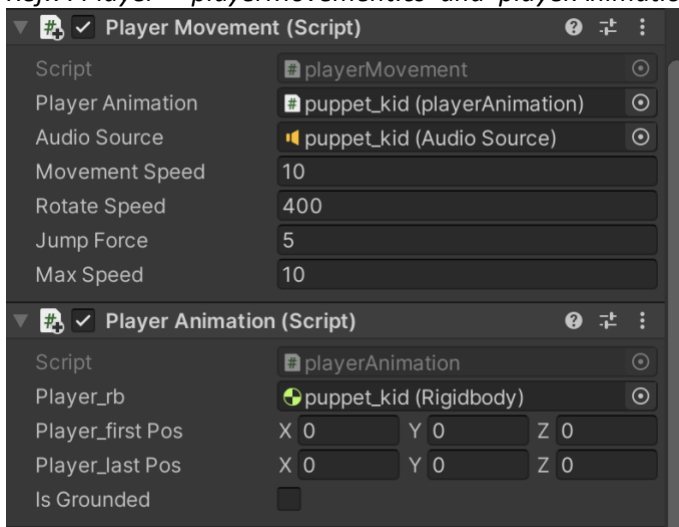 Player Movement (Script)
Script playerMovement
Player Animation puppet_kid (playerAnimation)
Audio Source puppet_kid (Audio Source)
Movement Speed 10
Rotate Speed 400
Jump Force 5
Max Speed 10
Player Animation (Script)
Script playerAnimation
Player_rb puppet_kid (Rigidbody)
Player_first Pos X 0 Y 0 Z 0
Player_last Pos X 0 Y 0 Z 0
Is Grounded